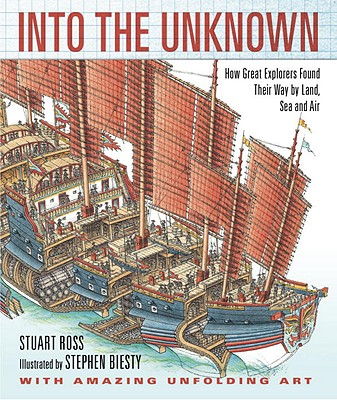 INTO THE UNKNOWN
How Great Explorers Found
Their Way by Land,
Sea and Air
STUART ROSS
Illustrated by STEPHEN BIESTY
WITH AMAZING UNFOLDING ART